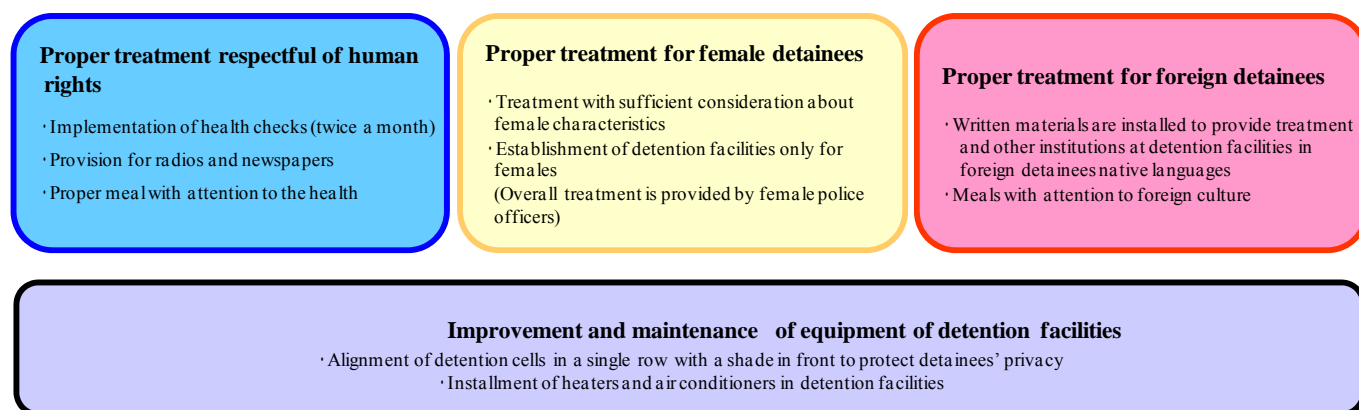 Proper treatment respectful of human
rights
·Implementation of health checks (twice a month)
·Provision for radios and newspapers
·Proper meal with attention to the health
Proper treatment for female detainees
·Treatment with sufficient consideration about
female characteristics
·Establishment of detention facilities only for
females
(Overall treatment is provided by female police
officers)
Proper treatment for foreign detainees
·Written materials are installed to provide treatment
and other institutions at detention facilities in
foreign detainees native languages
·Meals with attention to foreign culture
Improvement and maintenance of equipment of detention facilities
·Alignment of detention cells in a single row with a shade in front to protect detainees’ privacy
·Installment of heaters and air conditioners in detention facilities